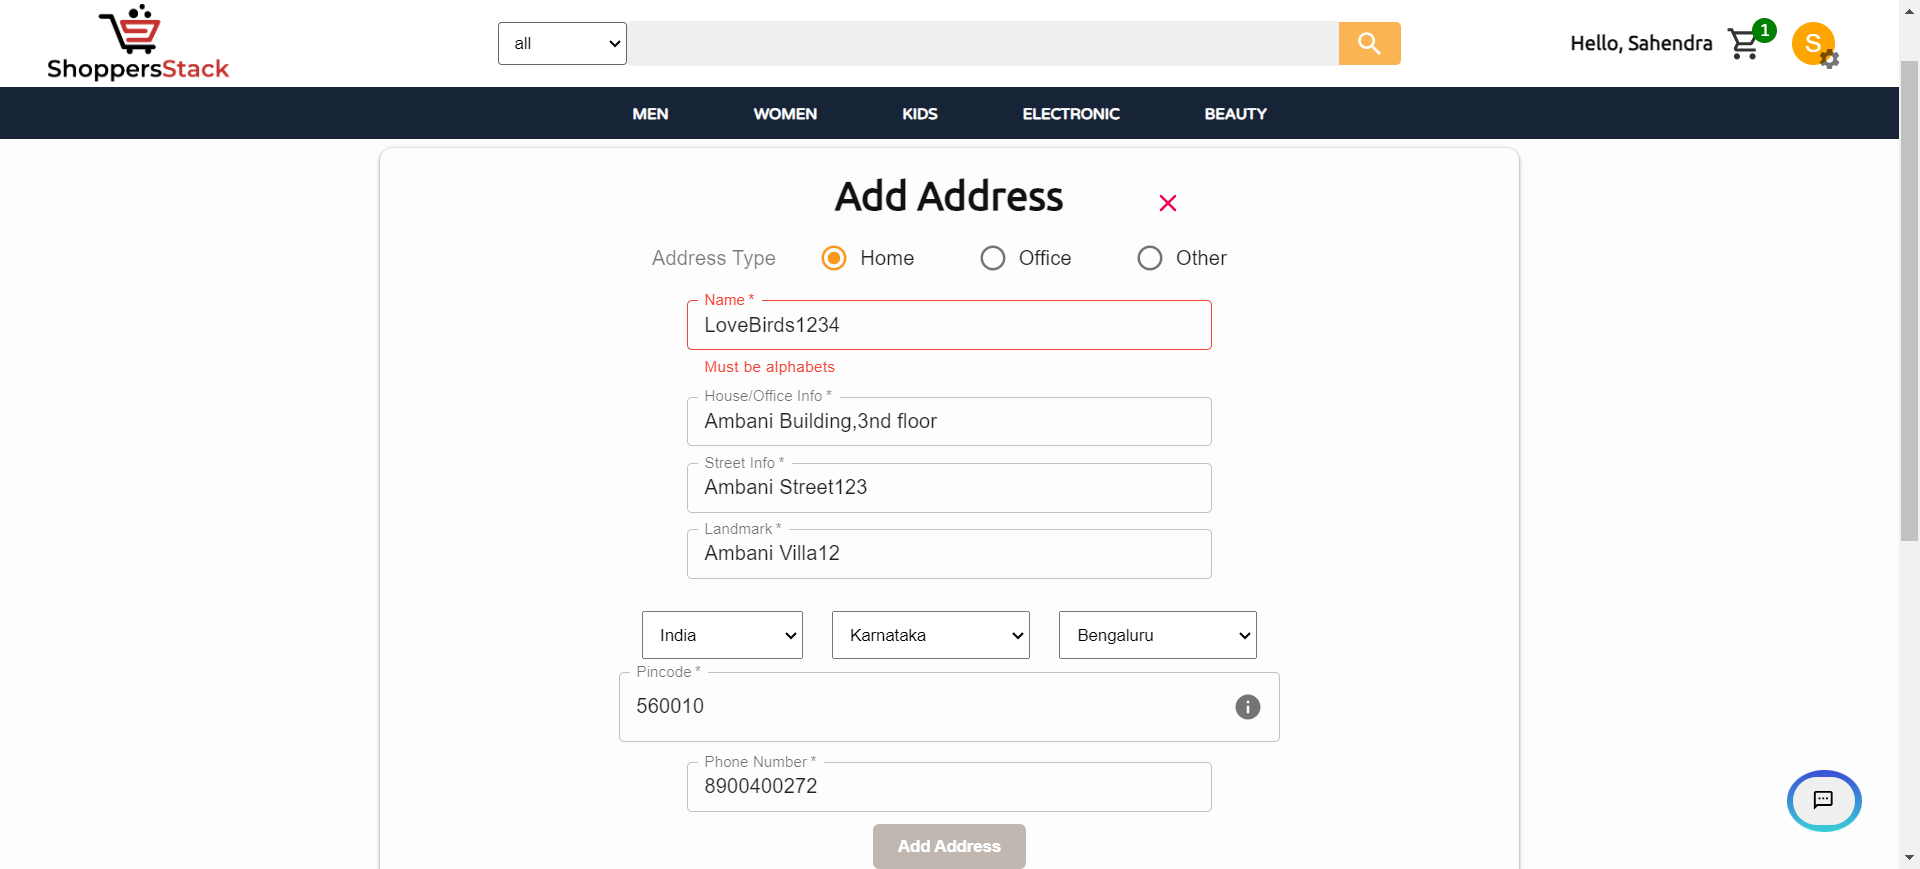 ShoppersStack
all
Hello, Sahendra
1
S
MEN WOMEN KIDS ELECTRONIC BEAUTY
Add Address
Address Type Home Office Other
Name *
LoveBirds1234
Must be alphabets
House/Office Info *
Ambani Building,3nd floor
Street Info *
Ambani Street123
Landmark *
Ambani Villa12
India Karnataka Bengaluru
Pincode *
560010
Phone Number *
8900400272
Add Address